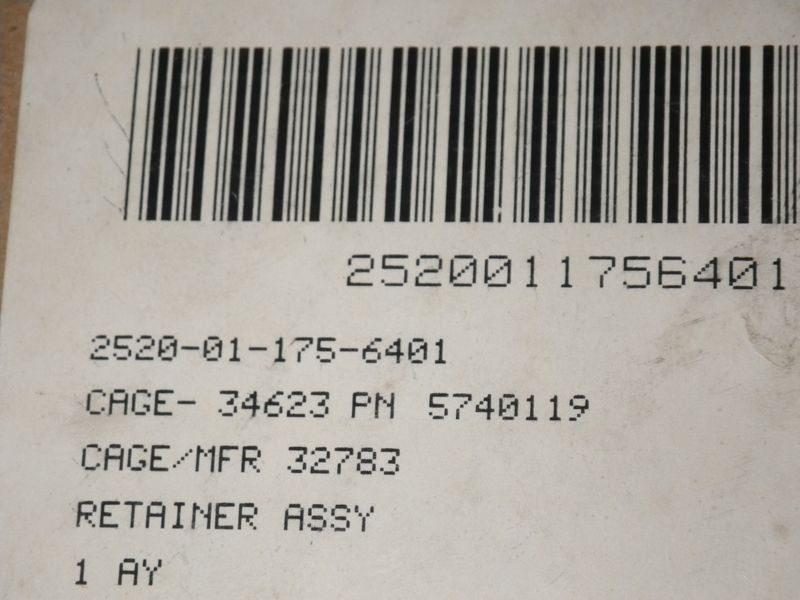 2520011756401
2520-01-175-6401
CAGE- 34623 PN 5740119
CAGE/MFR 32783
RETAINER ASSY
1 AY